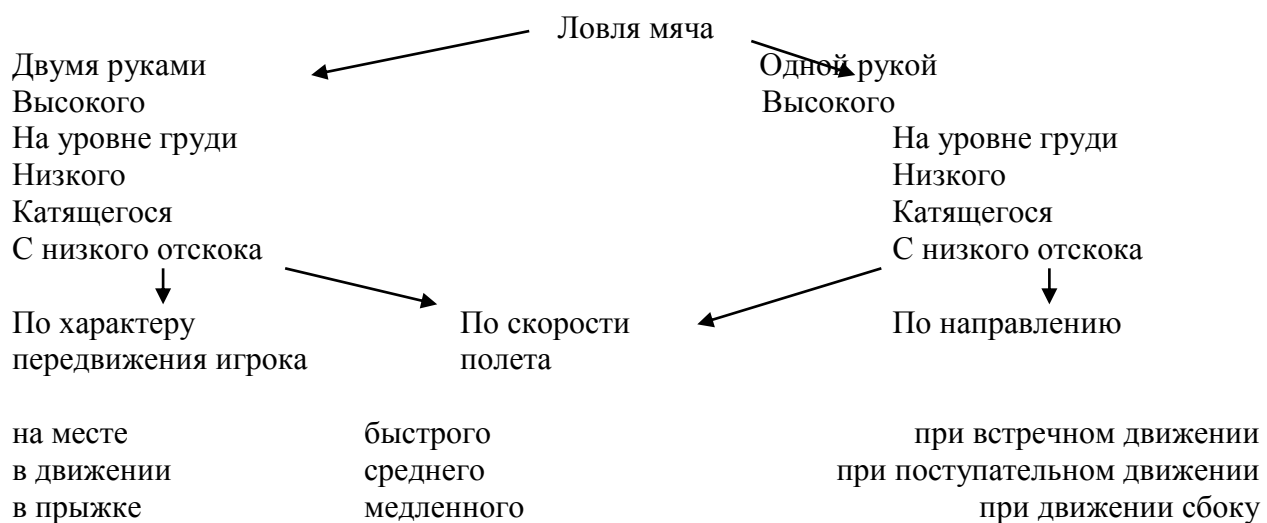 Ловля мяча
Двумя руками Одной рукой
Высокого Высокого
На уровне груди На уровне груди
Низкого Низкого
Катящегося Катящегося
С низкого отскока С низкого отскока
По характеру По скорости По направлению
передвижения игрока полета
на месте быстрого при встречном движении
в движении среднего при поступательном движении
в прыжке медленного при движении сбоку